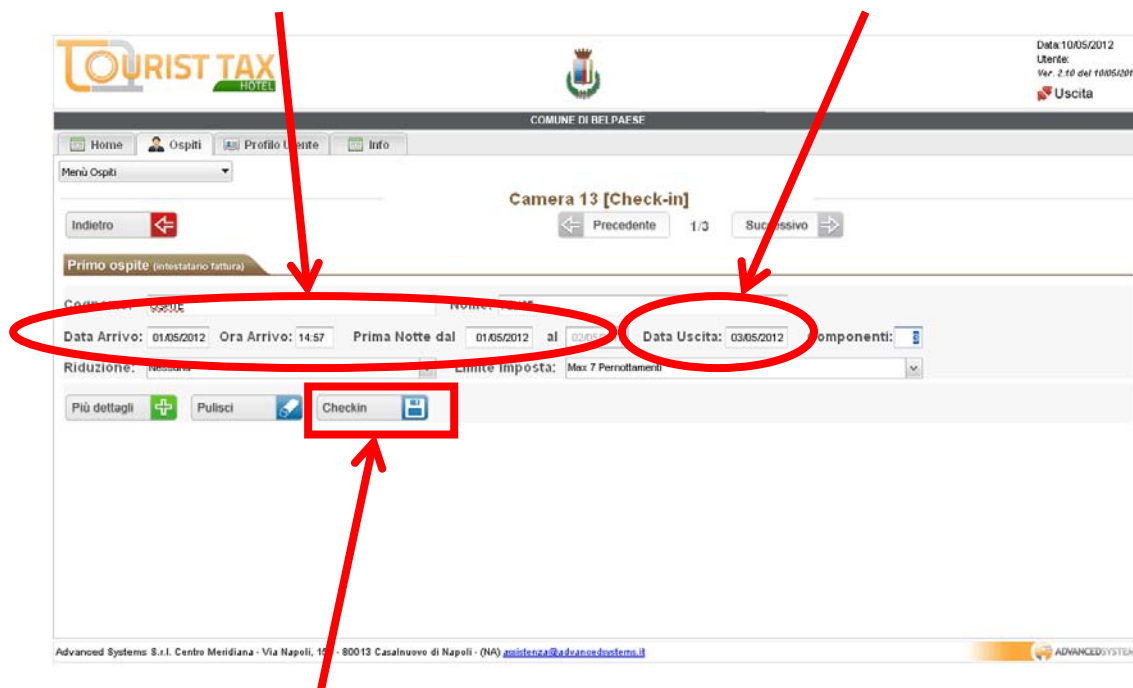 TOURIST TAX
HOTEL
Data:10/05/2012
Utente:
Ver. 2.10 del 10/05/201
Uscita
COMUNE DI BELPAESE
Home Ospiti Profilo Utente Info
Menù Ospiti
Camera 13 [Check-in]
Indietro Precedente 1/3 Successivo
Primo ospite (intestatario fattura)
Data Arrivo: 01/05/2012 Ora Arrivo: 14:57 Prima Notte dal 01/05/2012 al Data Uscita: 03/05/2012 Componenti: 3
Riduzione: Nessuna Limite Imposta: Max 7 Pernottamenti
Più dettagli Pulisci Checkin
Advanced Systems S.r.l. Centro Meridiana - Via Napoli, - 80013 Casalnuovo di Napoli - (NA) assistenza@advancedsystems.it
ADVANCEDSYSTEM